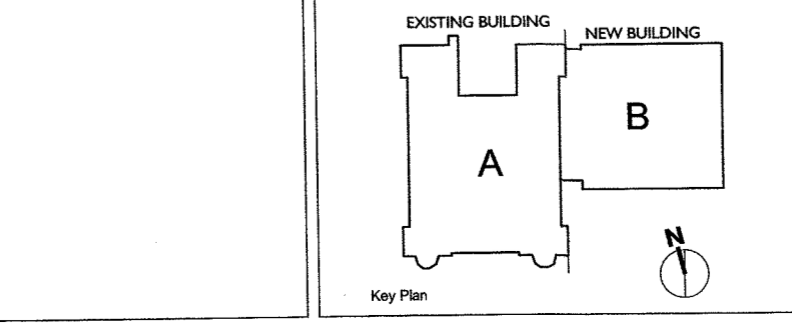 EXISTING BUILDING
NEW BUILDING
B
A
N
Key Plan